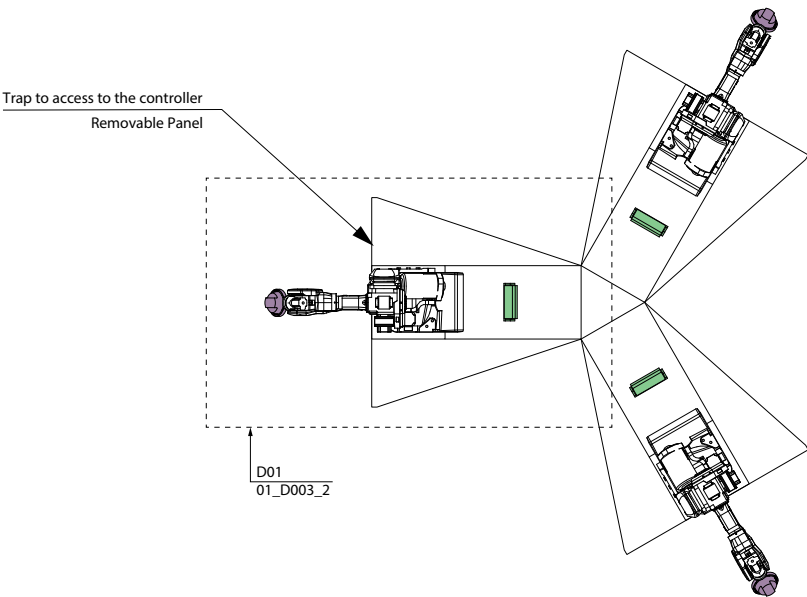 Trap to access to the controller
Removable Panel
D01
01_D003_2